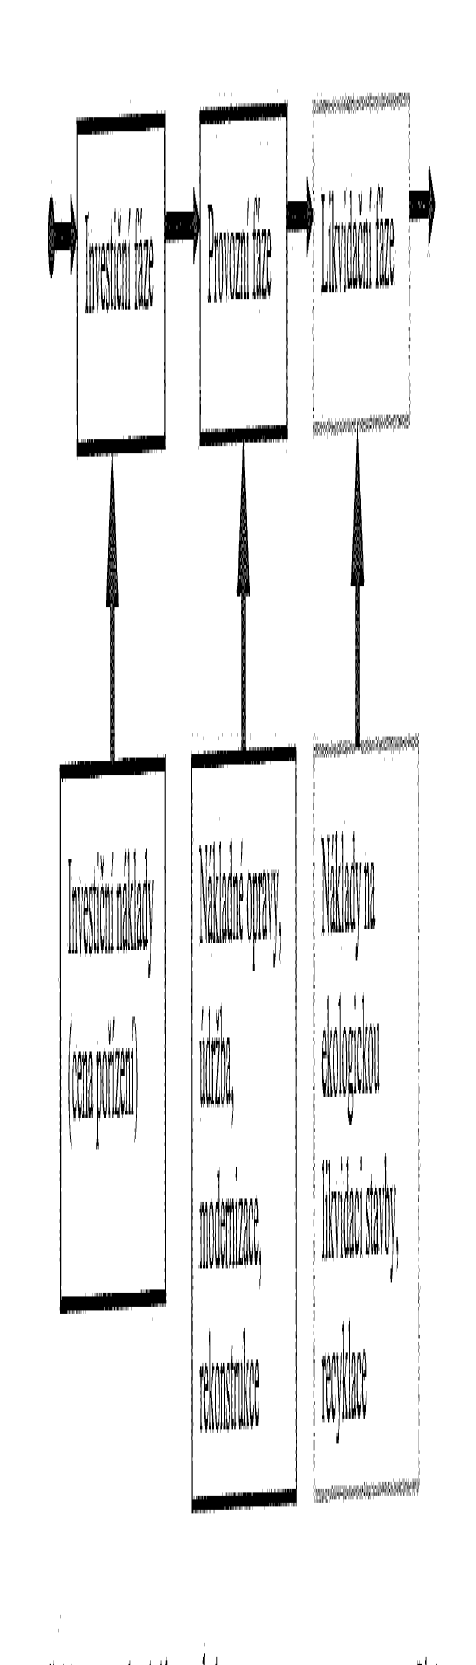 Investiční fáze
Provozní fáze
Likvidační fáze
Investiční náklady
(cena pořízení)
Nákladné opravy,
údržba,
modernizace,
rekonstrukce
Náklady na
ekologickou
likvidaci stavby,
recyklace